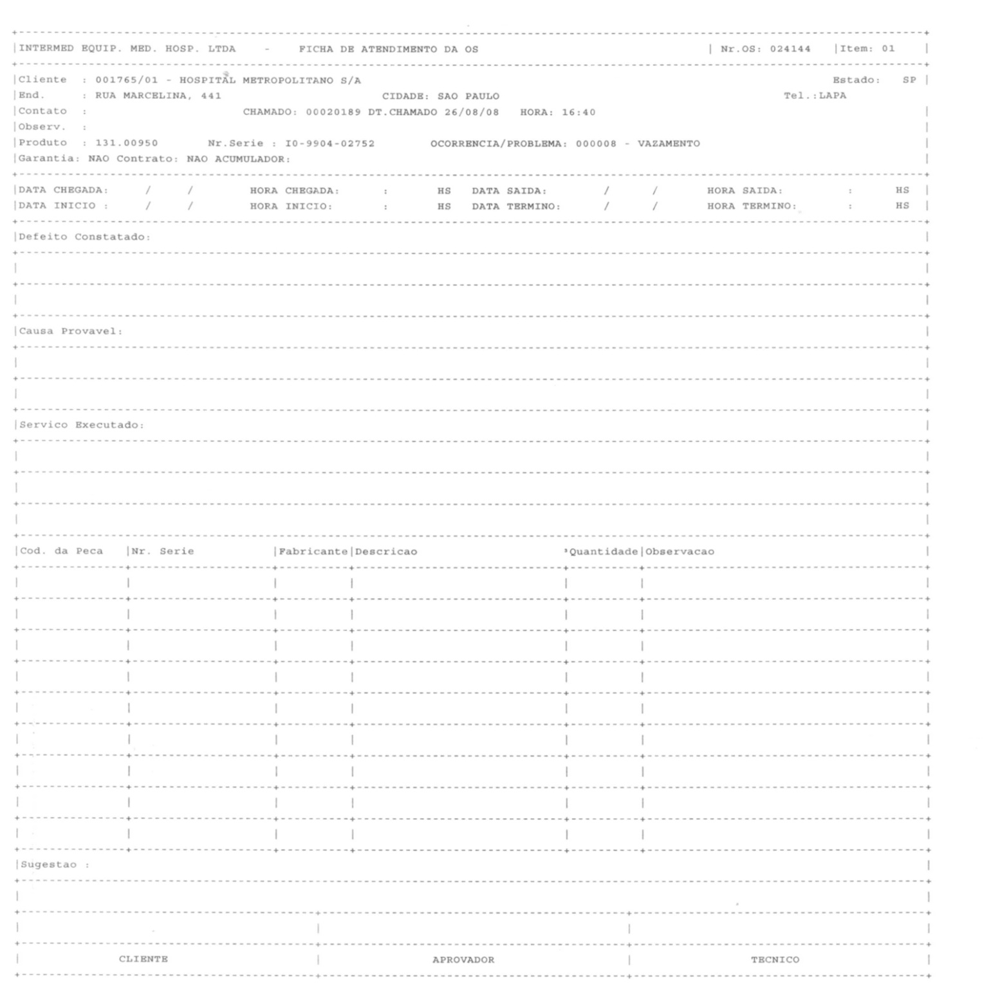 INTERMED EQUIP. MED. HOSP. LTDA - FICHA DE ATENDIMENTO DA OS | Nr.OS: 024144 |Item: 01 |
|Cliente : 001765/01 - HOSPITAL METROPOLITANO S/A Estado: SP |
|End. : RUA MARCELINA, 441 CIDADE: SAO PAULO Tel.:LAPA
|Contato : CHAMADO: 00020189 DT.CHAMADO 26/08/08 HORA: 16:40 |
|Observ. : |
|Produto : 131.00950 Nr.Serie : I0-9904-02752 OCORRENCIA/PROBLEMA: 000008 - VAZAMENTO |
|Garantia: NAO Contrato: NAO ACUMULADOR: |
|DATA CHEGADA: / / HORA CHEGADA: : HS DATA SAIDA: / / HORA SAIDA: : HS |
|DATA INICIO : / / HORA INICIO: : HS DATA TERMINO: / / HORA TERMINO: : HS |
|Defeito Constatado: |
|Causa Provavel: |
|Servico Executado: |
|Cod. da Peca |Nr. Serie |Fabricante|Descricao ³Quantidade|Observacao |
|Sugestao : |
| CLIENTE | APROVADOR | TECNICO |